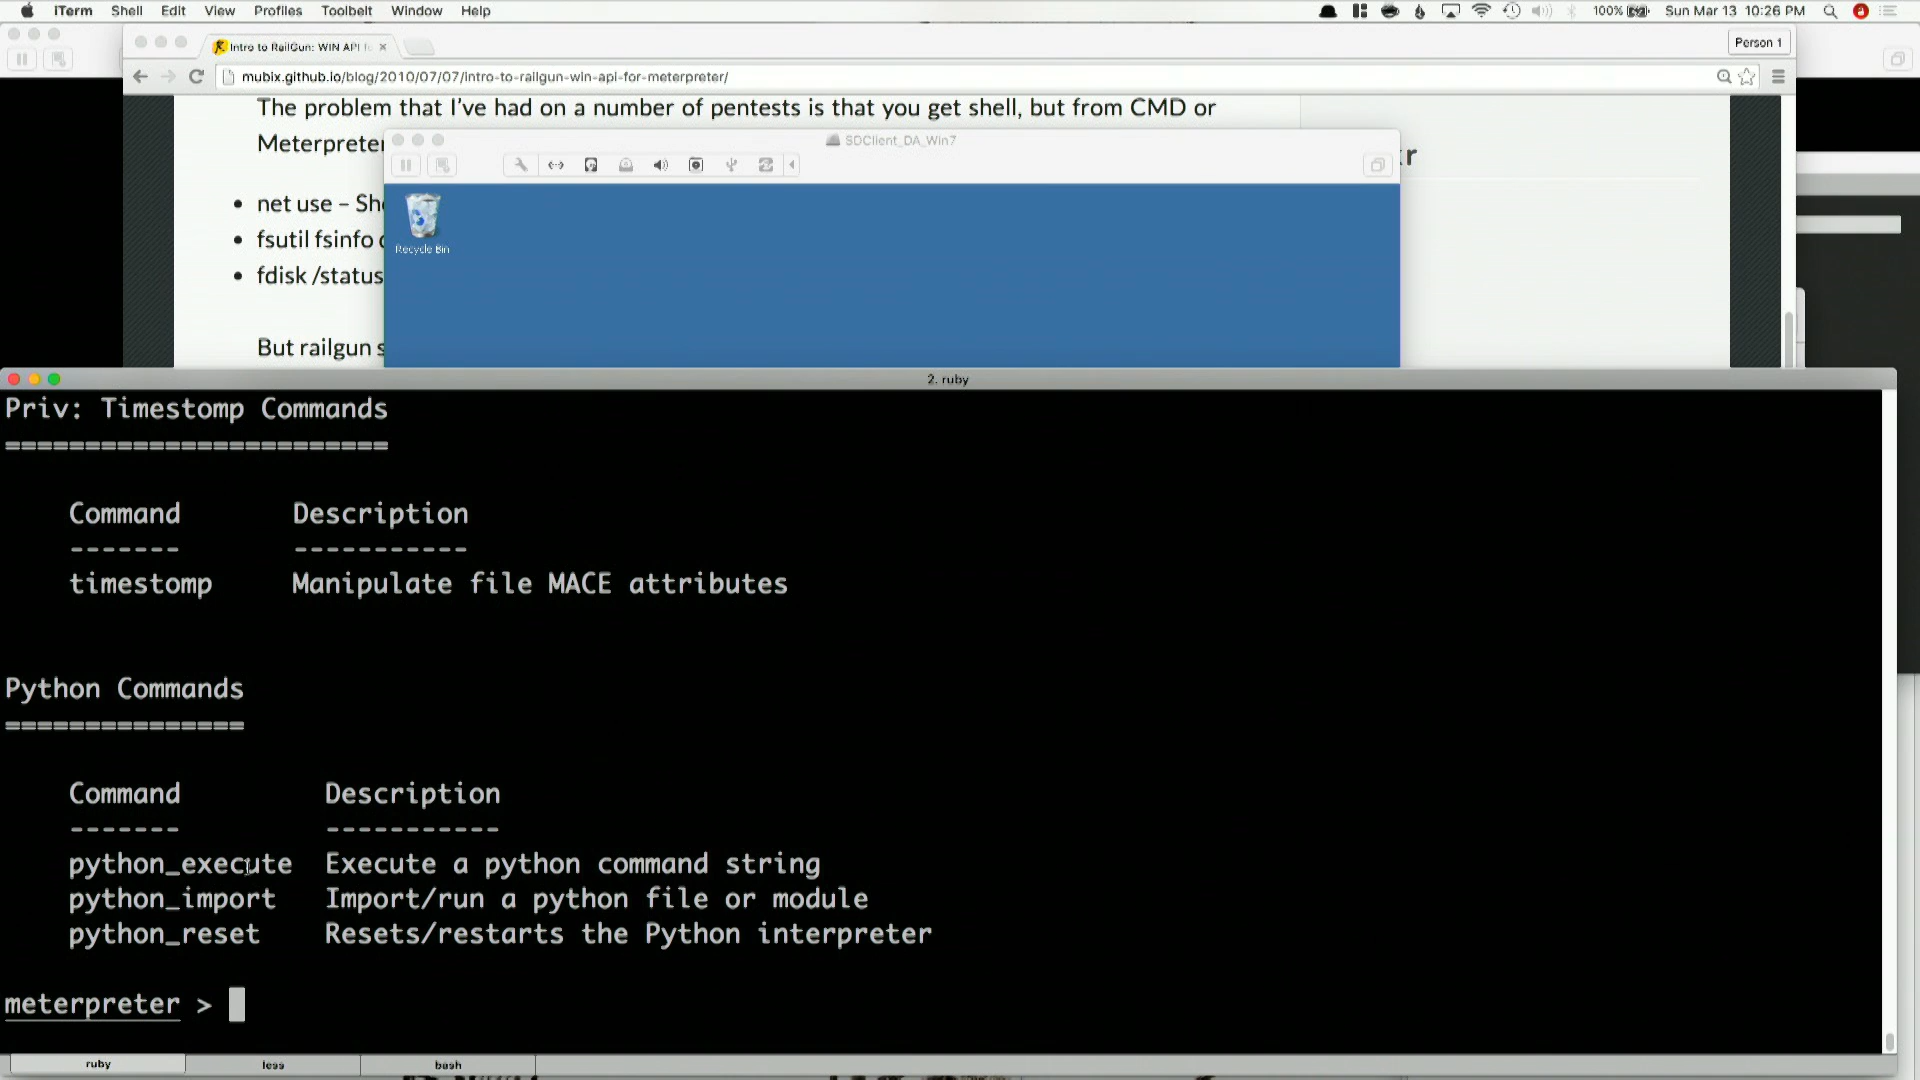 iTerm Shell Edit View Profiles Toolbelt Window Help 100% Sun Mar 13 10:26 PM
Intro to RailGun: WIN API fo
Person 1
mubix.github.io/blog/2010/07/07/intro-to-railgun-win-api-for-meterpreter/
The problem that I've had on a number of pentests is that you get shell, but from CMD or
Meterpreter
SDClient_DA_Win7
net use – Sho
fsutil fsinfo d
fdisk /status
But railgun s
Recycle Bin
2. ruby
Priv: Timestomp Commands
========================
Command Description
------- -----------
timestomp Manipulate file MACE attributes
Python Commands
===============
Command Description
------- -----------
python_execute Execute a python command string
python_import Import/run a python file or module
python_reset Resets/restarts the Python interpreter
meterpreter >
ruby less bash